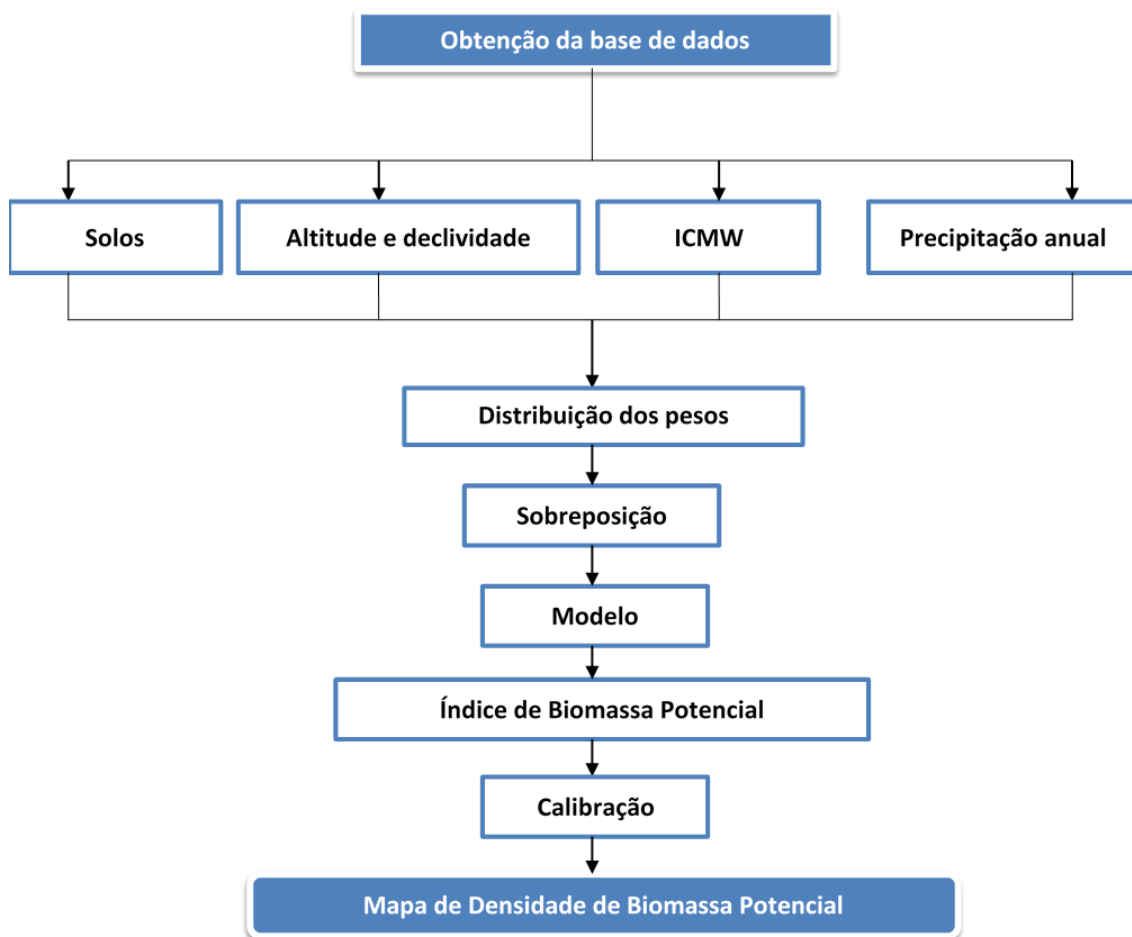 Obtenção da base de dados
Solos
Altitude e declividade
ICMW
Precipitação anual
Distribuição dos pesos
Sobreposição
Modelo
Índice de Biomassa Potencial
Calibração
Mapa de Densidade de Biomassa Potencial